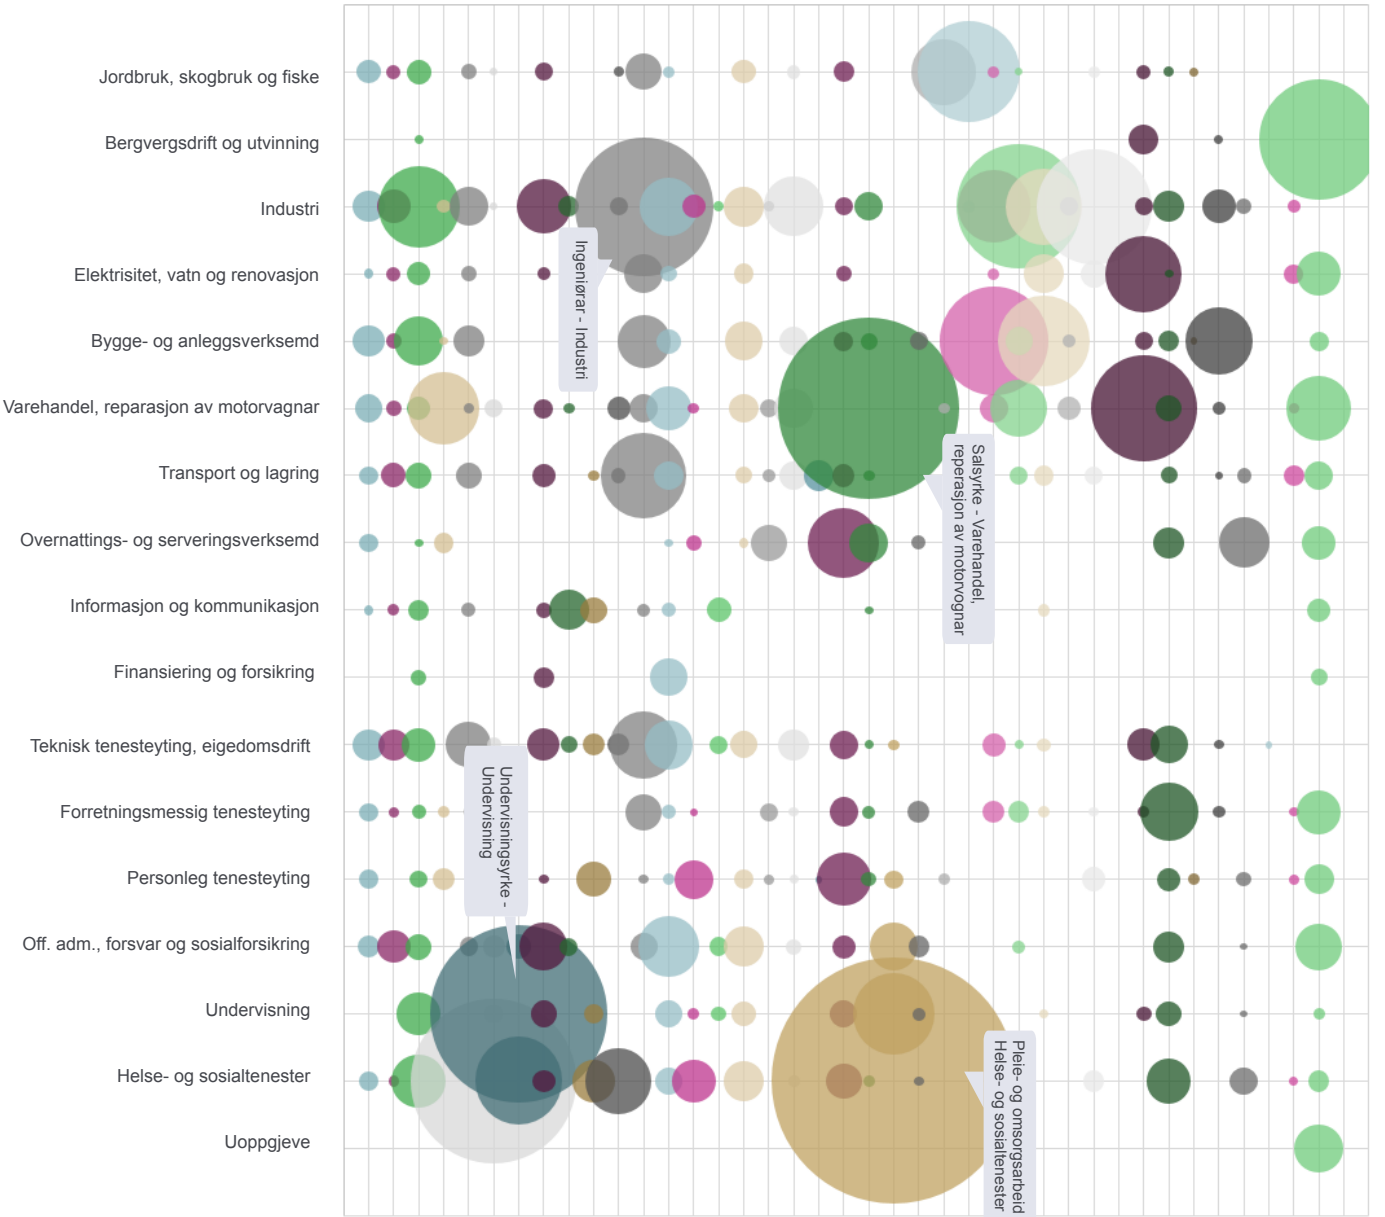 Jordbruk, skogbruk og fiske
Bergvergsdrift og utvinning
Industri
Elektrisitet, vatn og renovasjon
Bygge- og anleggsverksemd
Varehandel, reparasjon av motorvagnar
Transport og lagring
Overnattings- og serveringsverksemd
Informasjon og kommunikasjon
Finansiering og forsikring
Teknisk tenesteyting, eigedomsdrift
Forretningsmessig tenesteyting
Personleg tenesteyting
Off. adm., forsvar og sosialforsikring
Undervisning
Helse- og sosialtenester
Uoppgjeve
Ingeniørar - Industri
Salsyrke - Varehandel,
reperasjon av motorvognar
Undervisningsyrke -
Undervisning
Pleie- og omsorgsarbeid
Helse- og sosialtenester